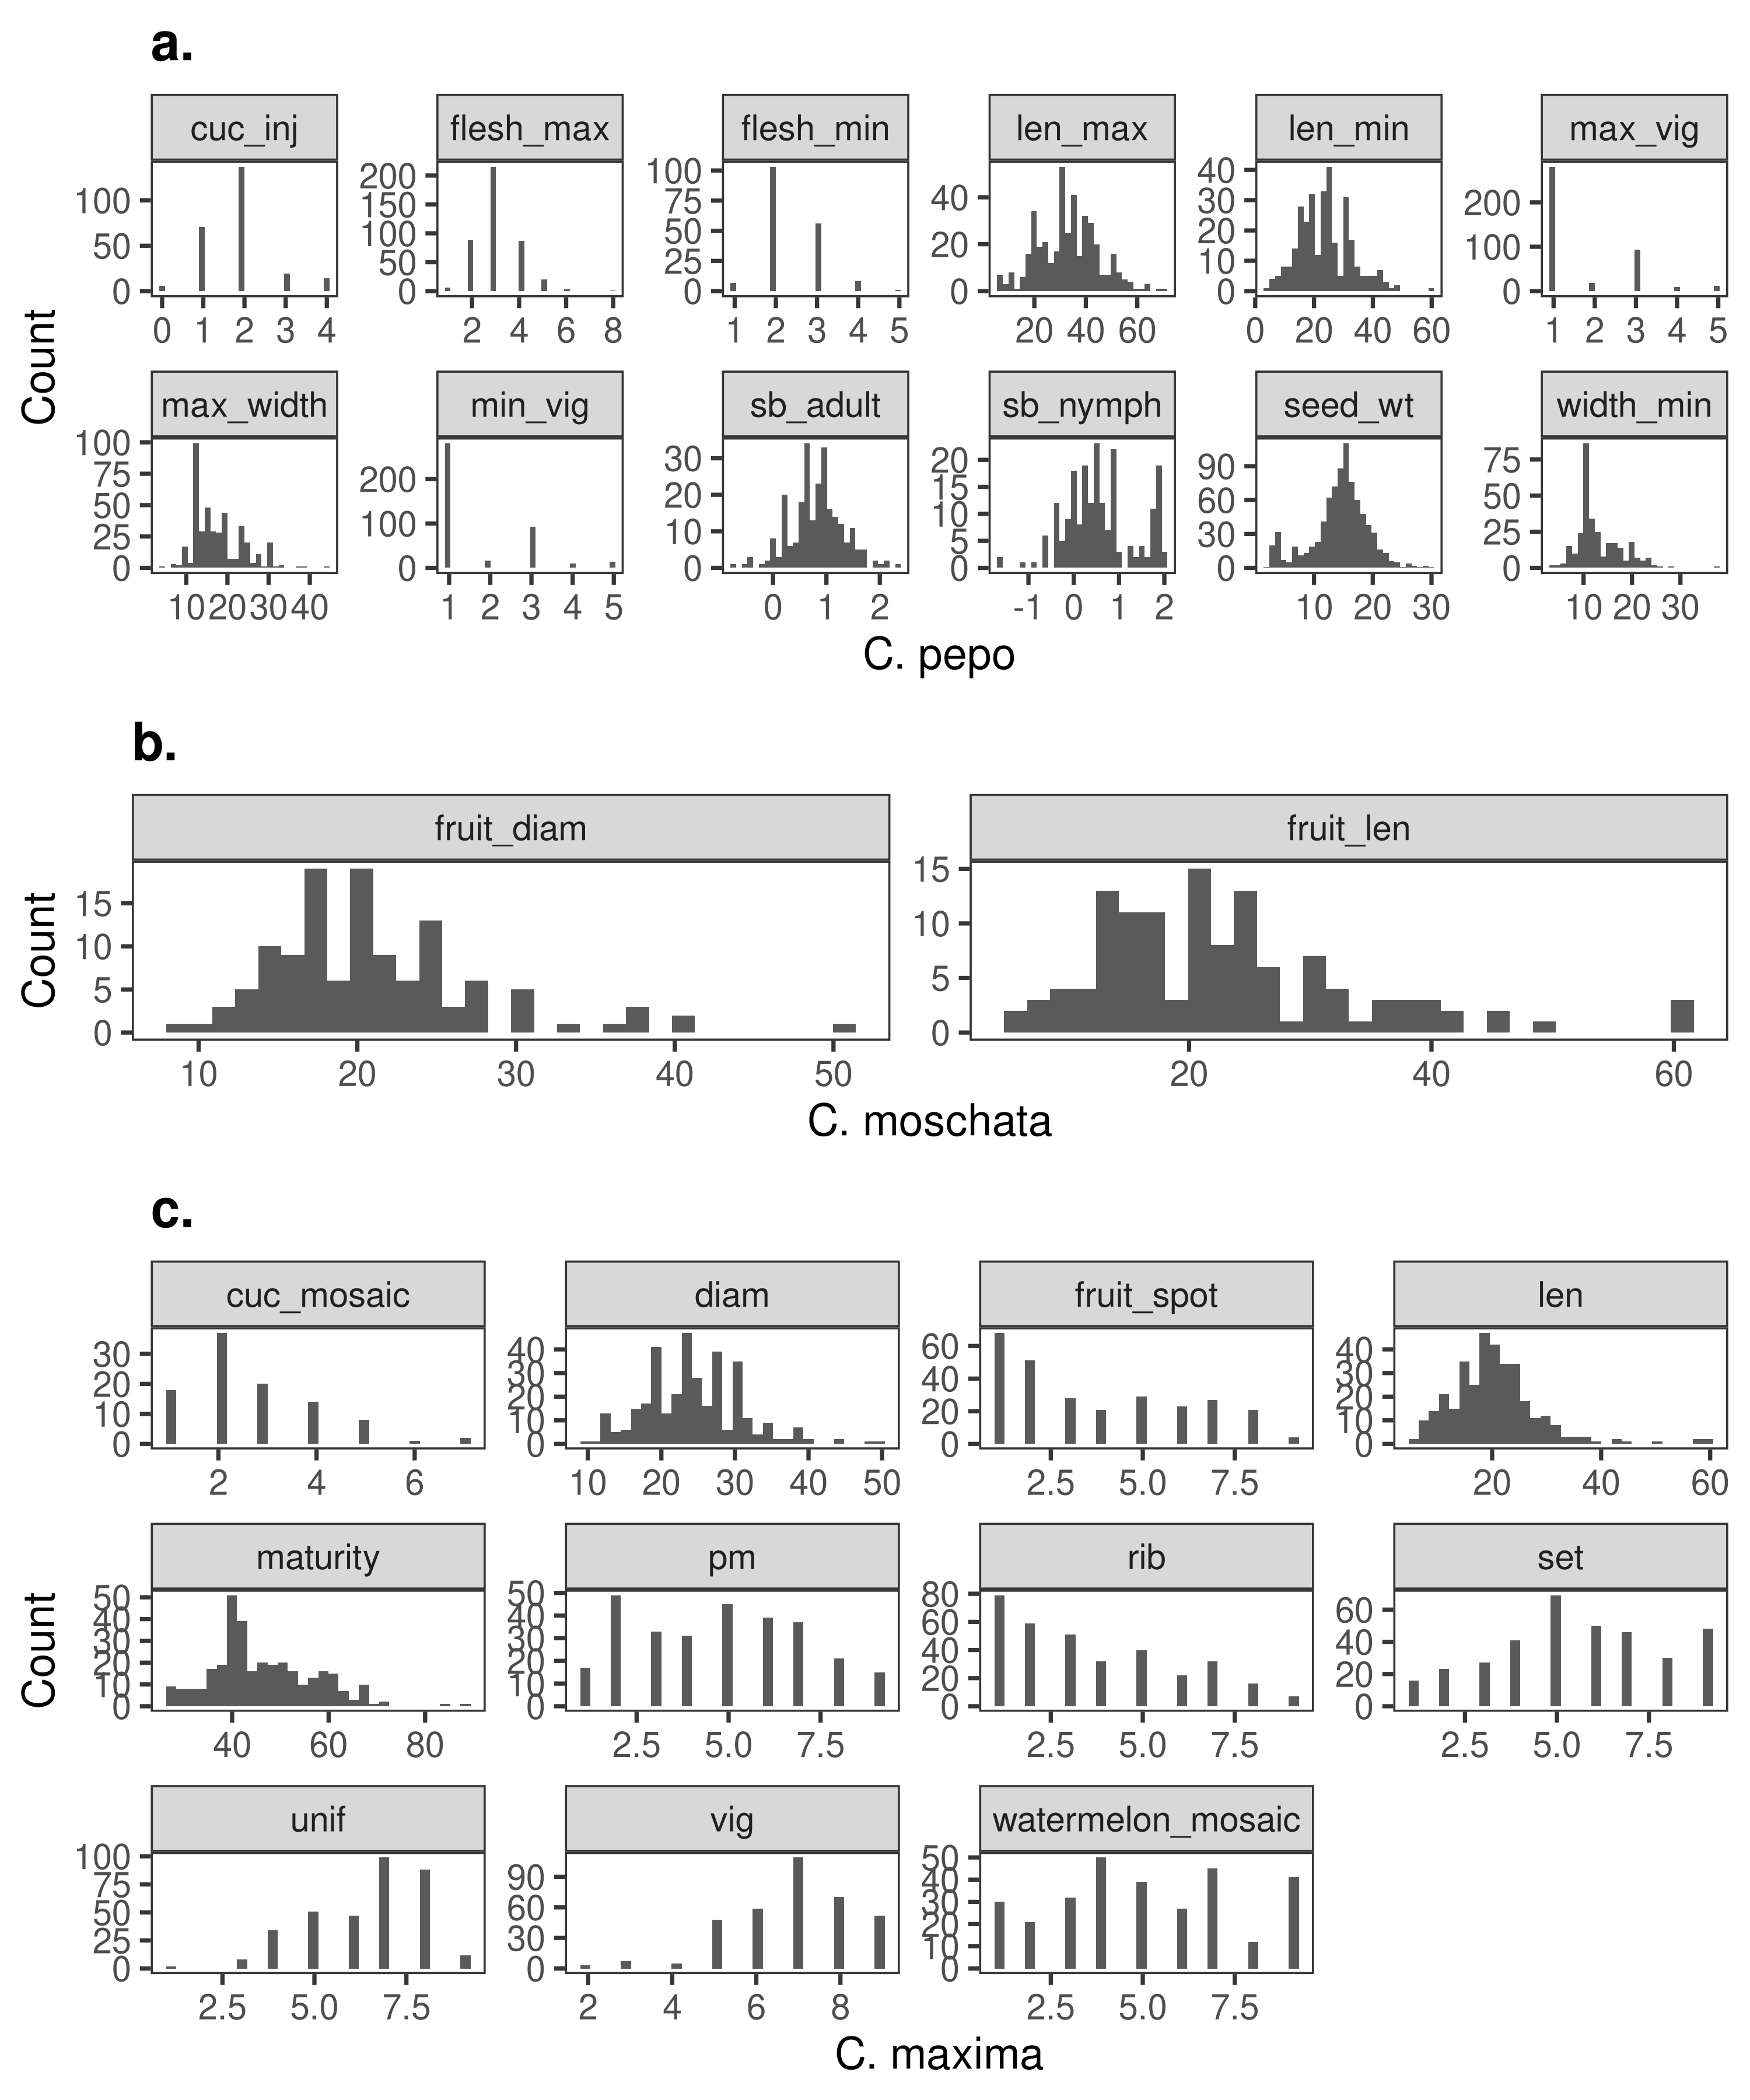 a.
cuc_inj flesh_max flesh_min len_max len_min max_vig
100 50 0 200 150 100 50 0 100 75 50 25 0 40 20 0 40 30 20 10 0 200 100 0
0 1 2 3 4 2 4 6 8 1 2 3 4 5 20 40 60 0 20 40 60 1 2 3 4 5
Count
max_width min_vig sb_adult sb_nymph seed_wt width_min
100 75 50 25 0 200 100 0 30 20 10 0 20 15 10 5 0 90 60 30 0 75 50 25 0
10 20 30 40 1 2 3 4 5 0 1 2 -1 0 1 2 10 20 30 10 20 30
C. pepo
b.
fruit_diam fruit_len
Count
15 10 5 0 15 10 5 0
10 20 30 40 50 20 40 60
C. moschata
c.
cuc_mosaic diam fruit_spot len
30 20 10 0 40 30 20 10 0 60 40 20 0 40 30 20 10 0
2 4 6 10 20 30 40 50 2.5 5.0 7.5 20 40 60
maturity pm rib set
Count
50 40 30 20 10 0 50 40 30 20 10 0 80 60 40 20 0 60 40 20 0
40 60 80 2.5 5.0 7.5 2.5 5.0 7.5 2.5 5.0 7.5
unif vig watermelon_mosaic
100 75 50 25 0 90 60 30 0 50 40 30 20 10 0
2.5 5.0 7.5 2 4 6 8 2.5 5.0 7.5
C. maxima